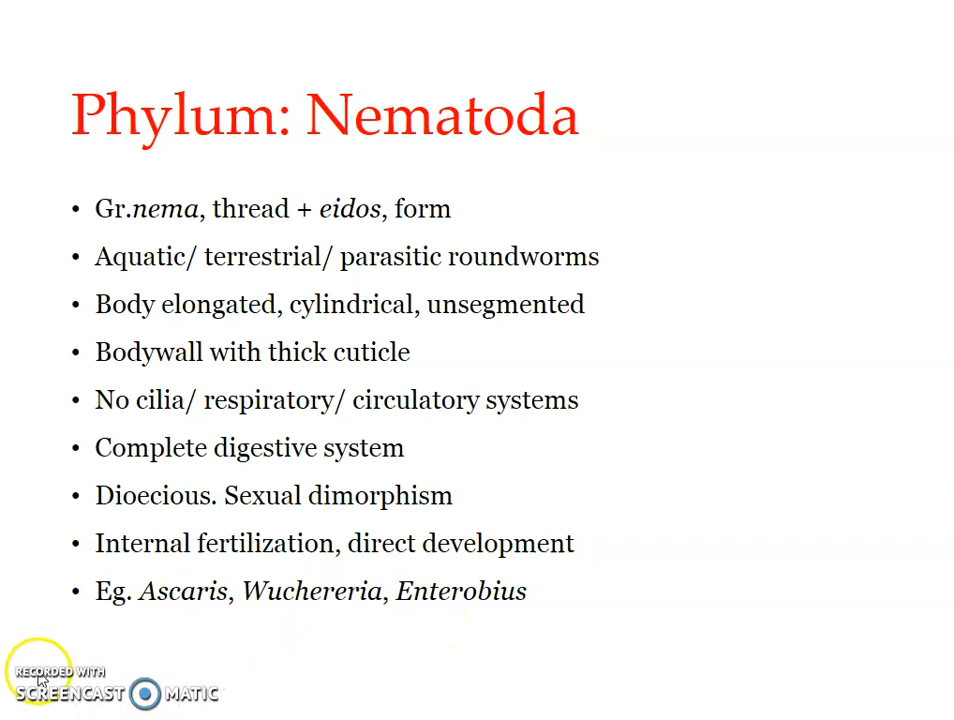 Phylum: Nematoda
• Gr.nema, thread + eidos, form
• Aquatic/ terrestrial/ parasitic roundworms
• Body elongated, cylindrical, unsegmented
• Bodywall with thick cuticle
• No cilia/ respiratory/ circulatory systems
• Complete digestive system
• Dioecious. Sexual dimorphism
• Internal fertilization, direct development
• Eg. Ascaris, Wuchereria, Enterobius
RECORDED WITH
SCREENCAST MATIC